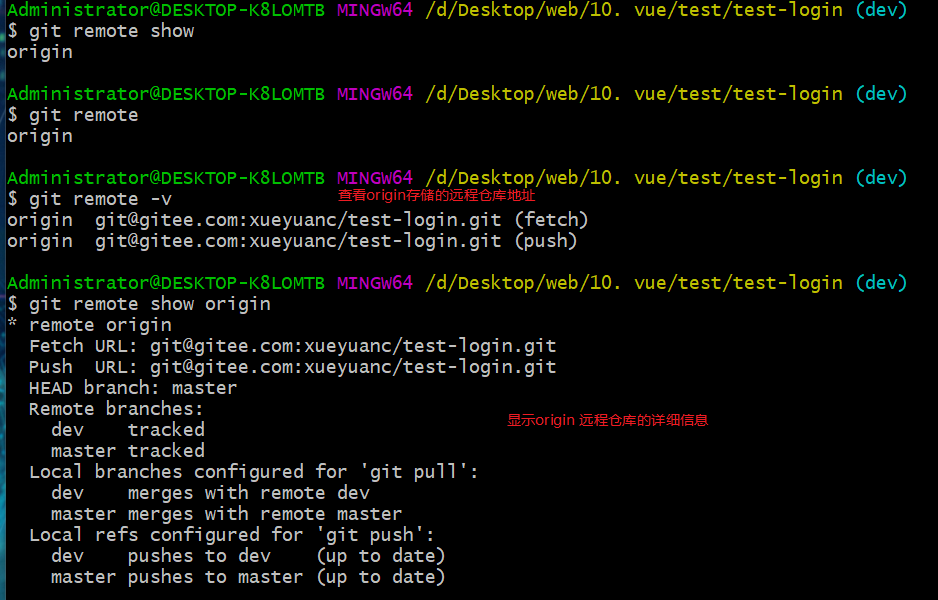 Administrator@DESKTOP-K8LOMTB MINGW64 /d/Desktop/web/10. vue/test/test-login (dev)
$ git remote show
origin
Administrator@DESKTOP-K8LOMTB MINGW64 /d/Desktop/web/10. vue/test/test-login (dev)
$ git remote
origin
Administrator@DESKTOP-K8LOMTB MINGW64 /d/Desktop/web/10. vue/test/test-login (dev)
$ git remote -v 查看origin存储的远程仓库地址
origin  git@gitee.com:xueyuanc/test-login.git (fetch)
origin  git@gitee.com:xueyuanc/test-login.git (push)
Administrator@DESKTOP-K8LOMTB MINGW64 /d/Desktop/web/10. vue/test/test-login (dev)
$ git remote show origin
* remote origin
  Fetch URL: git@gitee.com:xueyuanc/test-login.git
  Push  URL: git@gitee.com:xueyuanc/test-login.git
  HEAD branch: master
  Remote branches:
显示origin 远程仓库的详细信息
    dev    tracked
    master tracked
  Local branches configured for 'git pull':
    dev    merges with remote dev
    master merges with remote master
  Local refs configured for 'git push':
    dev    pushes to dev    (up to date)
    master pushes to master (up to date)